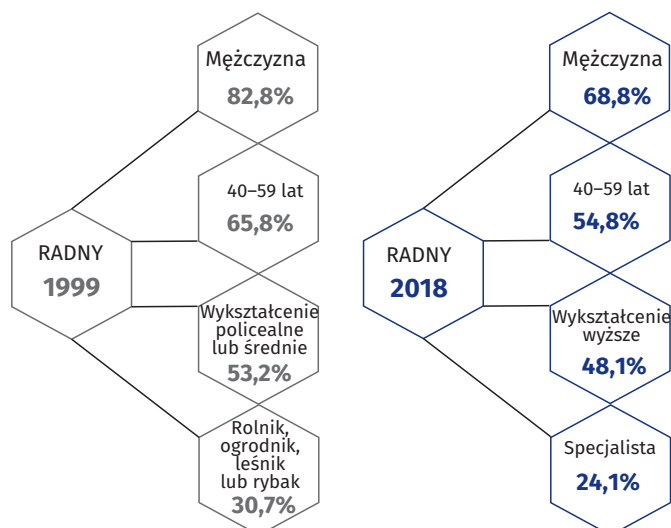 Mężczyzna
82,8%
40–59 lat
65,8%
RADNY
1999
Wykształcenie
policealne
lub średnie
53,2%
Rolnik,
ogrodnik,
leśnik
lub rybak
30,7%
Mężczyzna
68,8%
40–59 lat
54,8%
RADNY
2018
Wykształcenie
wyższe
48,1%
Specjalista
24,1%